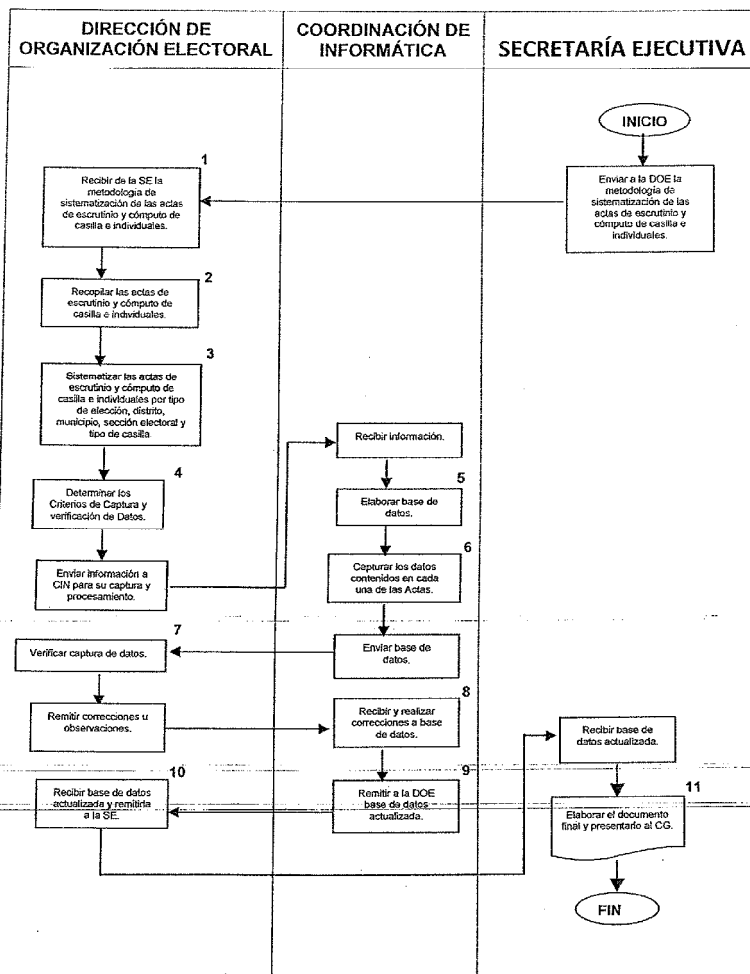 DIRECCIÓN DE
ORGANIZACIÓN ELECTORAL
COORDINACIÓN DE
INFORMÁTICA
SECRETARÍA EJECUTIVA
INICIO
Enviar a la DOE la
metodología de
sistematización de las
actas de escrutinio y
cómputo de casilla e
individuales.
1
Recibir de la SE la
metodología de
sistematización de las actas
de escrutinio y cómputo de
casilla e individuales.
2
Recopilar las actas de
escrutinio y cómputo de
casilla e individuales.
3
Sistematizar las actas de
escrutinio y cómputo de
casilla e individuales por tipo
de elección, distrito,
municipio, sección electoral y
tipo de casilla.
4
Determinar los
Criterios de Captura y
verificación de Datos.
Enviar información a
CIN para su captura y
procesamiento.
Recibir información.
5
Elaborar base de
datos.
6
Capturar los datos
contenidos en cada
una de las Actas.
Enviar base de
datos.
7
Verificar captura de datos.
Remitir correcciones u
observaciones.
8
Recibir y realizar
correcciones a base
de datos.
9
Remitir a la DOE
base de datos
actualizada.
10
Recibir base de datos
actualizada y remitirla
a la SE.
Recibir base de
datos actualizada.
11
Elaborar el documento
final y presentarlo al CG.
FIN